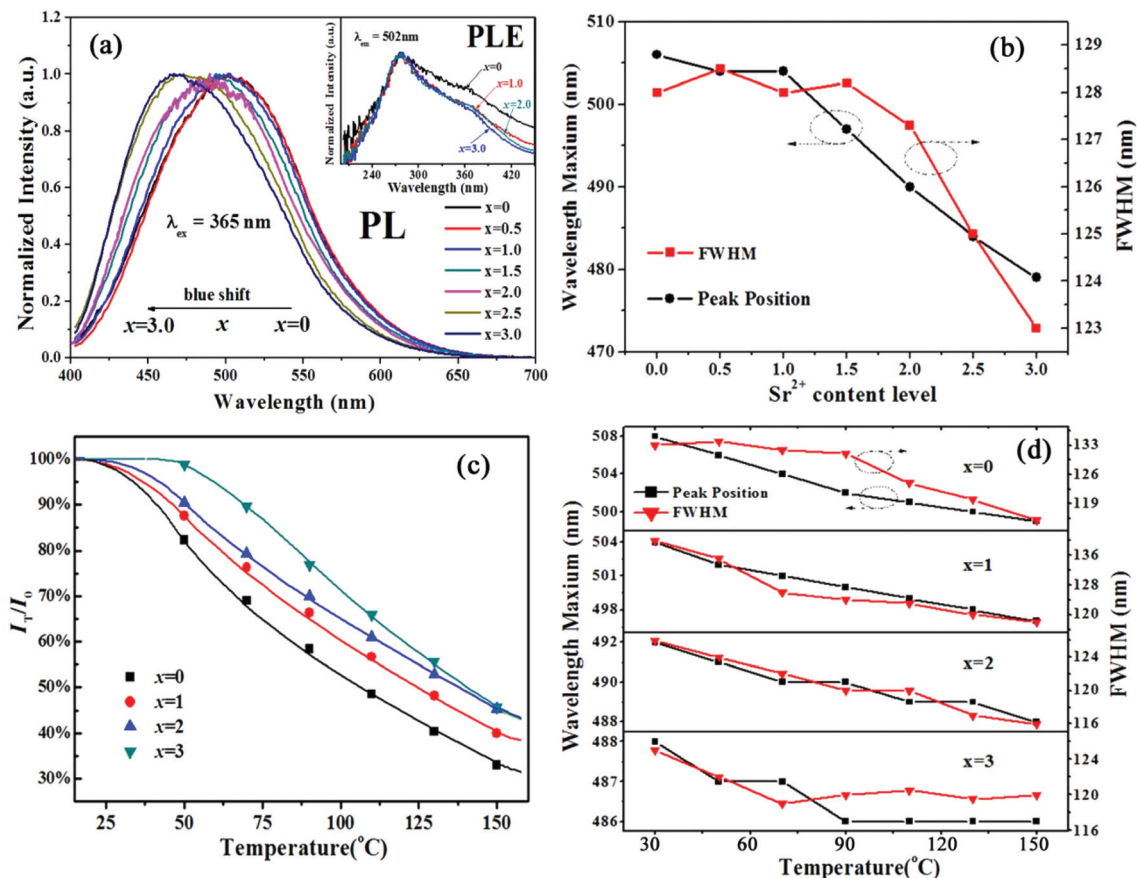 (a)
PLE
λem = 502nm
x=0
x=1.0
x=2.0
x=3.0
Normalized Intensity (a.u.)
240 300 360 420
Wavelength (nm)
1.2
1.0
0.8
0.6
0.4
0.2
0.0
Normalized Intensity (a.u.)
λex = 365 nm
PL
blue shift
x=3.0 x x=0
x=0
x=0.5
x=1.0
x=1.5
x=2.0
x=2.5
x=3.0
400 450 500 550 600 650 700
Wavelength (nm)
(b)
510
500
490
480
470
Wavelength Maxium (nm)
129
128
127
126
125
124
123
FWHM (nm)
FWHM
Peak Position
0.0 0.5 1.0 1.5 2.0 2.5 3.0
Sr2+ content level
(c)
100%
90%
80%
70%
60%
50%
40%
30%
IT/I0
x=0
x=1
x=2
x=3
25 50 75 100 125 150
Temperature(oC)
(d)
x=0
Peak Position
FWHM
508
504
500
133
126
119
x=1
504
501
498
136
128
120
x=2
492
490
488
124
120
116
x=3
488
487
486
124
120
116
Wavelength Maxium (nm)
FWHM (nm)
30 60 90 120 150
Temperature(oC)